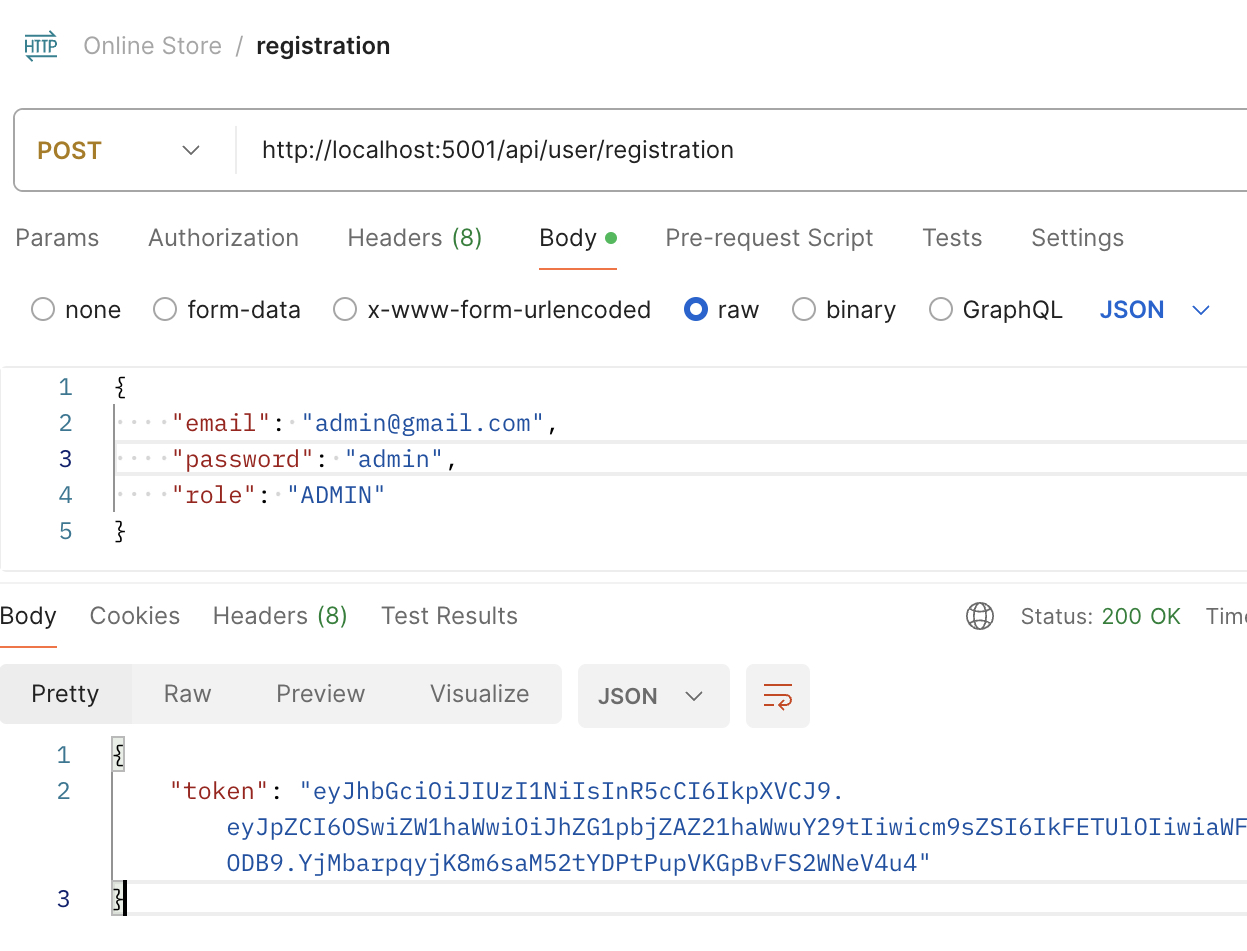 HTTP Online Store / registration
POST http://localhost:5001/api/user/registration
Params Authorization Headers (8) Body Pre-request Script Tests Settings
none form-data x-www-form-urlencoded raw binary GraphQL JSON
1 {
2 "email": "admin@gmail.com",
3 "password": "admin",
4 "role": "ADMIN"
5 }
Body Cookies Headers (8) Test Results Status: 200 OK Time
Pretty Raw Preview Visualize JSON
1 {
2 "token": "eyJhbGciOiJIUzI1NiIsInR5cCI6IkpXVCJ9.
eyJpZCI6OSwiZW1haWwiOiJhZG1pbjZAZ21haWwuY29tIiwicm9sZSI6IkFETUlOIiwiaWF
ODB9.YjMbarpqyjK8m6saM52tYDPtPupVKGpBvFS2WNeV4u4"
3 }